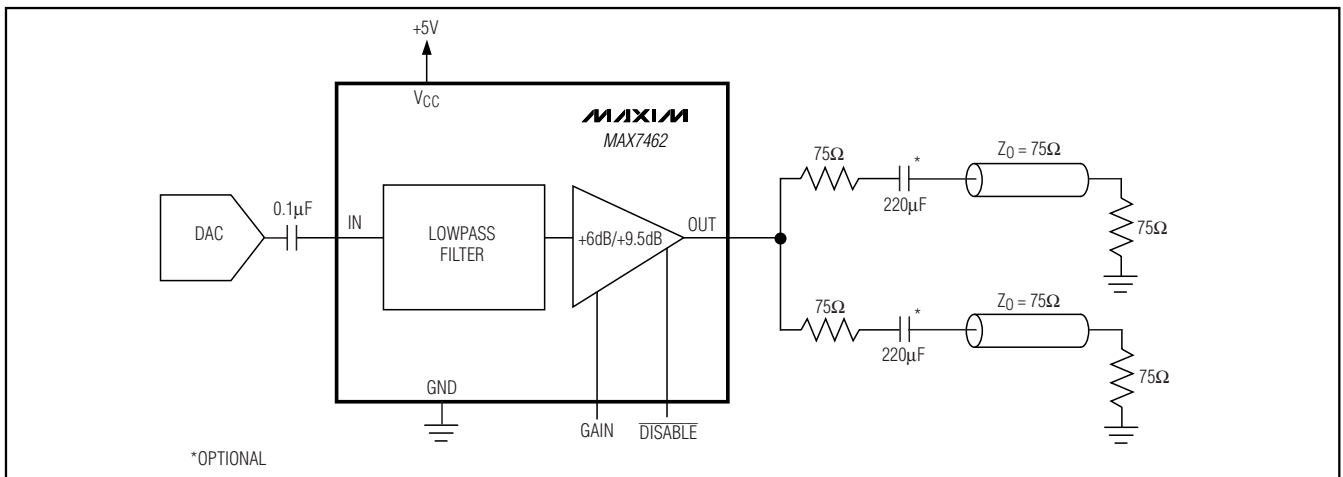 +5V
VCC
MAXIM
MAX7462
DAC
0.1µF
IN
LOWPASS
FILTER
+6dB/+9.5dB
OUT
75Ω
*
220µF
Z0 = 75Ω
75Ω
75Ω
*
220µF
Z0 = 75Ω
75Ω
GND
GAIN
DISABLE
*OPTIONAL